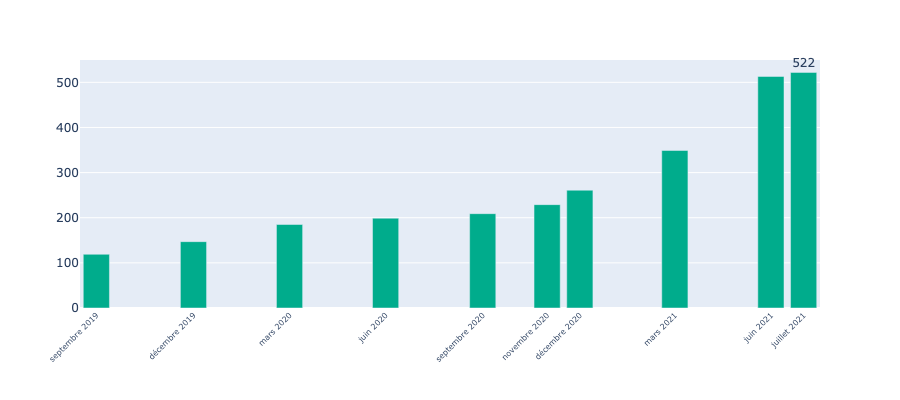 522
500
400
300
200
100
0
septembre 2019
décembre 2019
mars 2020
juin 2020
septembre 2020
novembre 2020
décembre 2020
mars 2021
juin 2021
juillet 2021